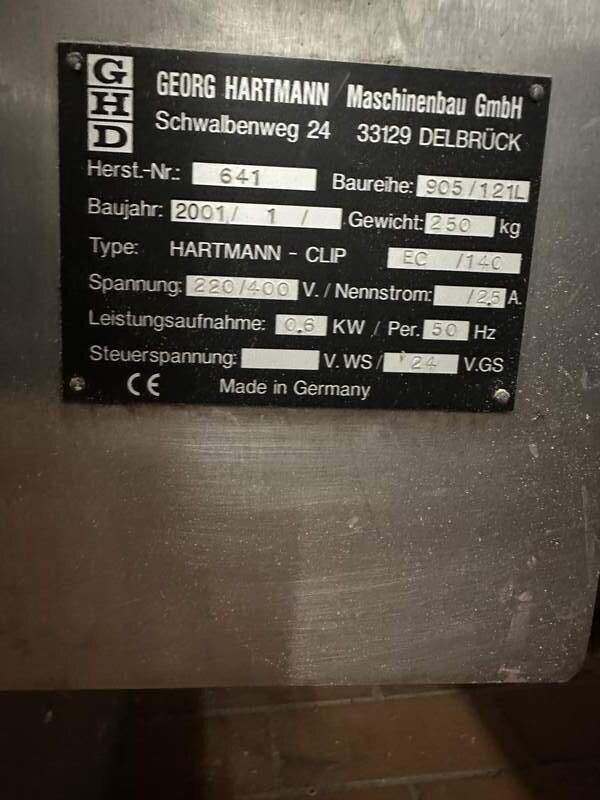 GHD
GEORG HARTMANN Maschinenbau GmbH
Schwalbenweg 24 33129 DELBRÜCK
Herst.-Nr.: 641 Baureihe: 905/121L
Baujahr: 2001/ 1 / Gewicht: 250 kg
Type: HARTMANN - CLIP EC /140
Spannung: 220/400 V. / Nennstrom: /2.5 A.
Leistungsaufnahme: 0.6 KW / Per. 50 Hz
Steuerspannung: V.WS / 24 V.GS
CE Made in Germany